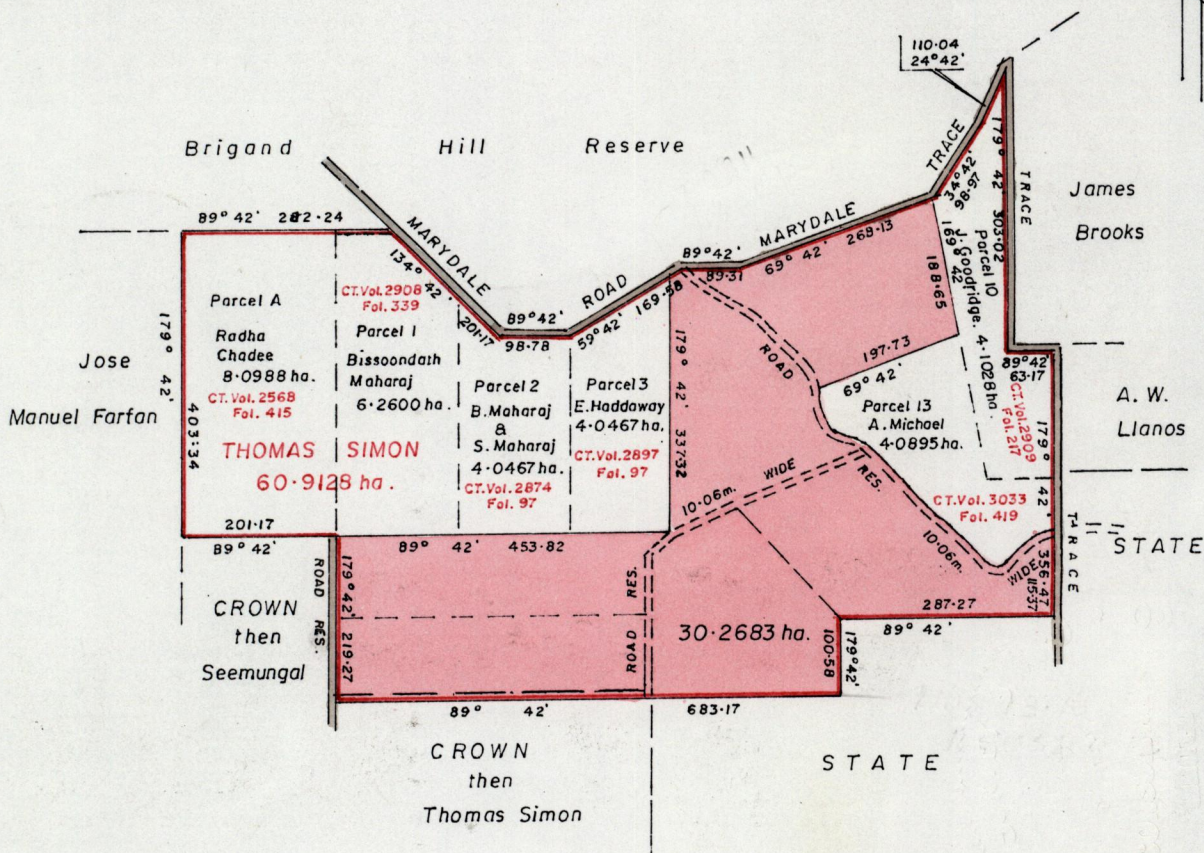 110.04
24°42'
Brigand Hill Reserve
TRACE
34°42'
98.97
179° 42' 303.02
TRACE
James
Brooks
89°42' 282.24
MARYDALE ROAD
MARYDALE
134° 42' 201.17
89°42'
98.78
59°42' 169.58
89°42'
89.31
69° 42' 268.13
Parcel 10
J. Goodridge. 4.1028ha.
169° 42'
188.65
Jose
Manuel Farfan
179° 42'
403.34
Parcel A
Radha
Chadee
8.0988 ha.
CT. Vol. 2568
Fol. 415
CT. Vol. 2908
Fol. 339
Parcel 1
Bissoondath
Maharaj
6.2600 ha.
Parcel 2
B. Maharaj
&
S. Maharaj
4.0467 ha.
CT. Vol. 2874
Fol. 97
Parcel 3
E. Haddaway
4.0467 ha.
CT. Vol. 2897
Fol. 97
THOMAS SIMON
60.9128 ha.
179° 42' 337.32
ROAD
197.73
69° 42'
Parcel 13
A. Michael
4.0895 ha.
89°42'
63.17
CT. Vol. 2909
Fol. 217
179° 42'
A. W.
Llanos
CT. Vol. 3033
Fol. 419
10.06m. WIDE
RES.
10.06m.
WIDE
115.37
356.47
TRACE
STATE
201.17
89° 42'
89° 42' 453.82
ROAD RES.
179° 42'
219.27
CROWN
then
Seemungal
ROAD RES.
30.2683 ha.
287.27
89° 42'
100.58
179°42'
89° 42' 683.17
CROWN
then
Thomas Simon
STATE